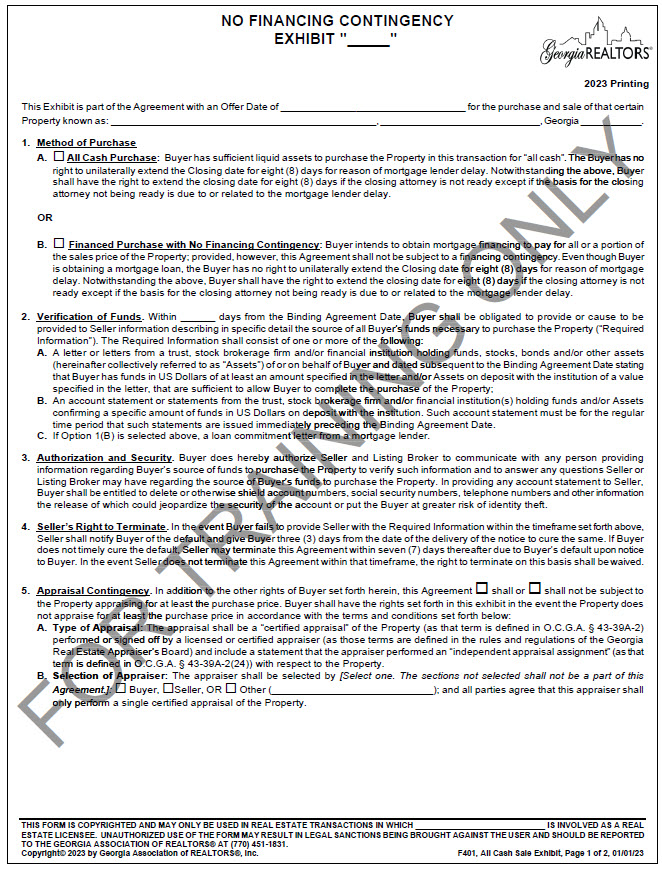 NO FINANCING CONTINGENCY
EXHIBIT "_____"
Georgia REALTORS®
2023 Printing
This Exhibit is part of the Agreement with an Offer Date of ________________________________ for the purchase and sale of that certain
Property known as: ______________________________________________, ____________________________, Georgia ___________.
1. Method of Purchase
A. ☐ All Cash Purchase: Buyer has sufficient liquid assets to purchase the Property in this transaction for "all cash". The Buyer has no
right to unilaterally extend the Closing date for eight (8) days for reason of mortgage lender delay. Notwithstanding the above, Buyer
shall have the right to extend the closing date for eight (8) days if the closing attorney is not ready except if the basis for the closing
attorney not being ready is due to or related to the mortgage lender delay.
OR
B. ☐ Financed Purchase with No Financing Contingency: Buyer intends to obtain mortgage financing to pay for all or a portion of
the sales price of the Property; provided, however, this Agreement shall not be subject to a financing contingency. Even though Buyer
is obtaining a mortgage loan, the Buyer has no right to unilaterally extend the Closing date for eight (8) days for reason of mortgage
delay. Notwithstanding the above, Buyer shall have the right to extend the closing date for eight (8) days if the closing attorney is not
ready except if the basis for the closing attorney not being ready is due to or related to the mortgage lender delay.
2. Verification of Funds. Within ______ days from the Binding Agreement Date, Buyer shall be obligated to provide or cause to be
provided to Seller information describing in specific detail the source of all Buyer's funds necessary to purchase the Property ("Required
Information"). The Required Information shall consist of one or more of the following:
A. A letter or letters from a trust, stock brokerage firm and/or financial institution holding funds, stocks, bonds and/or other assets
(hereinafter collectively referred to as "Assets") of or on behalf of Buyer and dated subsequent to the Binding Agreement Date stating
that Buyer has funds in US Dollars of at least an amount specified in the letter and/or Assets on deposit with the institution of a value
specified in the letter, that are sufficient to allow Buyer to complete the purchase of the Property;
B. An account statement or statements from the trust, stock brokerage firm and/or financial institution(s) holding funds and/or Assets
confirming a specific amount of funds in US Dollars on deposit with the institution. Such account statement must be for the regular
time period that such statements are issued immediately preceding the Binding Agreement Date.
C. If Option 1(B) is selected above, a loan commitment letter from a mortgage lender.
3. Authorization and Security. Buyer does hereby authorize Seller and Listing Broker to communicate with any person providing
information regarding Buyer's source of funds to purchase the Property to verify such information and to answer any questions Seller or
Listing Broker may have regarding the source of Buyer's funds to purchase the Property. In providing any account statement to Seller,
Buyer shall be entitled to delete or otherwise shield account numbers, social security numbers, telephone numbers and other information
the release of which could jeopardize the security of the account or put the Buyer at greater risk of identity theft.
4. Seller's Right to Terminate. In the event Buyer fails to provide Seller with the Required Information within the timeframe set forth above,
Seller shall notify Buyer of the default and give Buyer three (3) days from the date of the delivery of the notice to cure the same. If Buyer
does not timely cure the default, Seller may terminate this Agreement within seven (7) days thereafter due to Buyer's default upon notice
to Buyer. In the event Seller does not terminate this Agreement within that timeframe, the right to terminate on this basis shall be waived.
5. Appraisal Contingency. In addition to the other rights of Buyer set forth herein, this Agreement ☐ shall or ☐ shall not be subject to
the Property appraising for at least the purchase price. Buyer shall have the rights set forth in this exhibit in the event the Property does
not appraise for at least the purchase price in accordance with the terms and conditions set forth below:
A. Type of Appraisal: The appraisal shall be a "certified appraisal" of the Property (as that term is defined in O.C.G.A. § 43-39A-2)
performed or signed off by a licensed or certified appraiser (as those terms are defined in the rules and regulations of the Georgia
Real Estate Appraiser's Board) and include a statement that the appraiser performed an "independent appraisal assignment" (as that
term is defined in O.C.G.A. § 43-39A-2(24)) with respect to the Property.
B. Selection of Appraiser: The appraiser shall be selected by [Select one. The sections not selected shall not be a part of this
Agreement.]: ☐ Buyer, ☐ Seller, OR ☐ Other (____________________________); and all parties agree that this appraiser shall
only perform a single certified appraisal of the Property.
FOR TRAINING ONLY
THIS FORM IS COPYRIGHTED AND MAY ONLY BE USED IN REAL ESTATE TRANSACTIONS IN WHICH ______________________ IS INVOLVED AS A REAL
ESTATE LICENSEE. UNAUTHORIZED USE OF THE FORM MAY RESULT IN LEGAL SANCTIONS BEING BROUGHT AGAINST THE USER AND SHOULD BE REPORTED
TO THE GEORGIA ASSOCIATION OF REALTORS® AT (770) 451-1831.
Copyright© 2023 by Georgia Association of REALTORS®, Inc. F401, All Cash Sale Exhibit, Page 1 of 2, 01/01/23